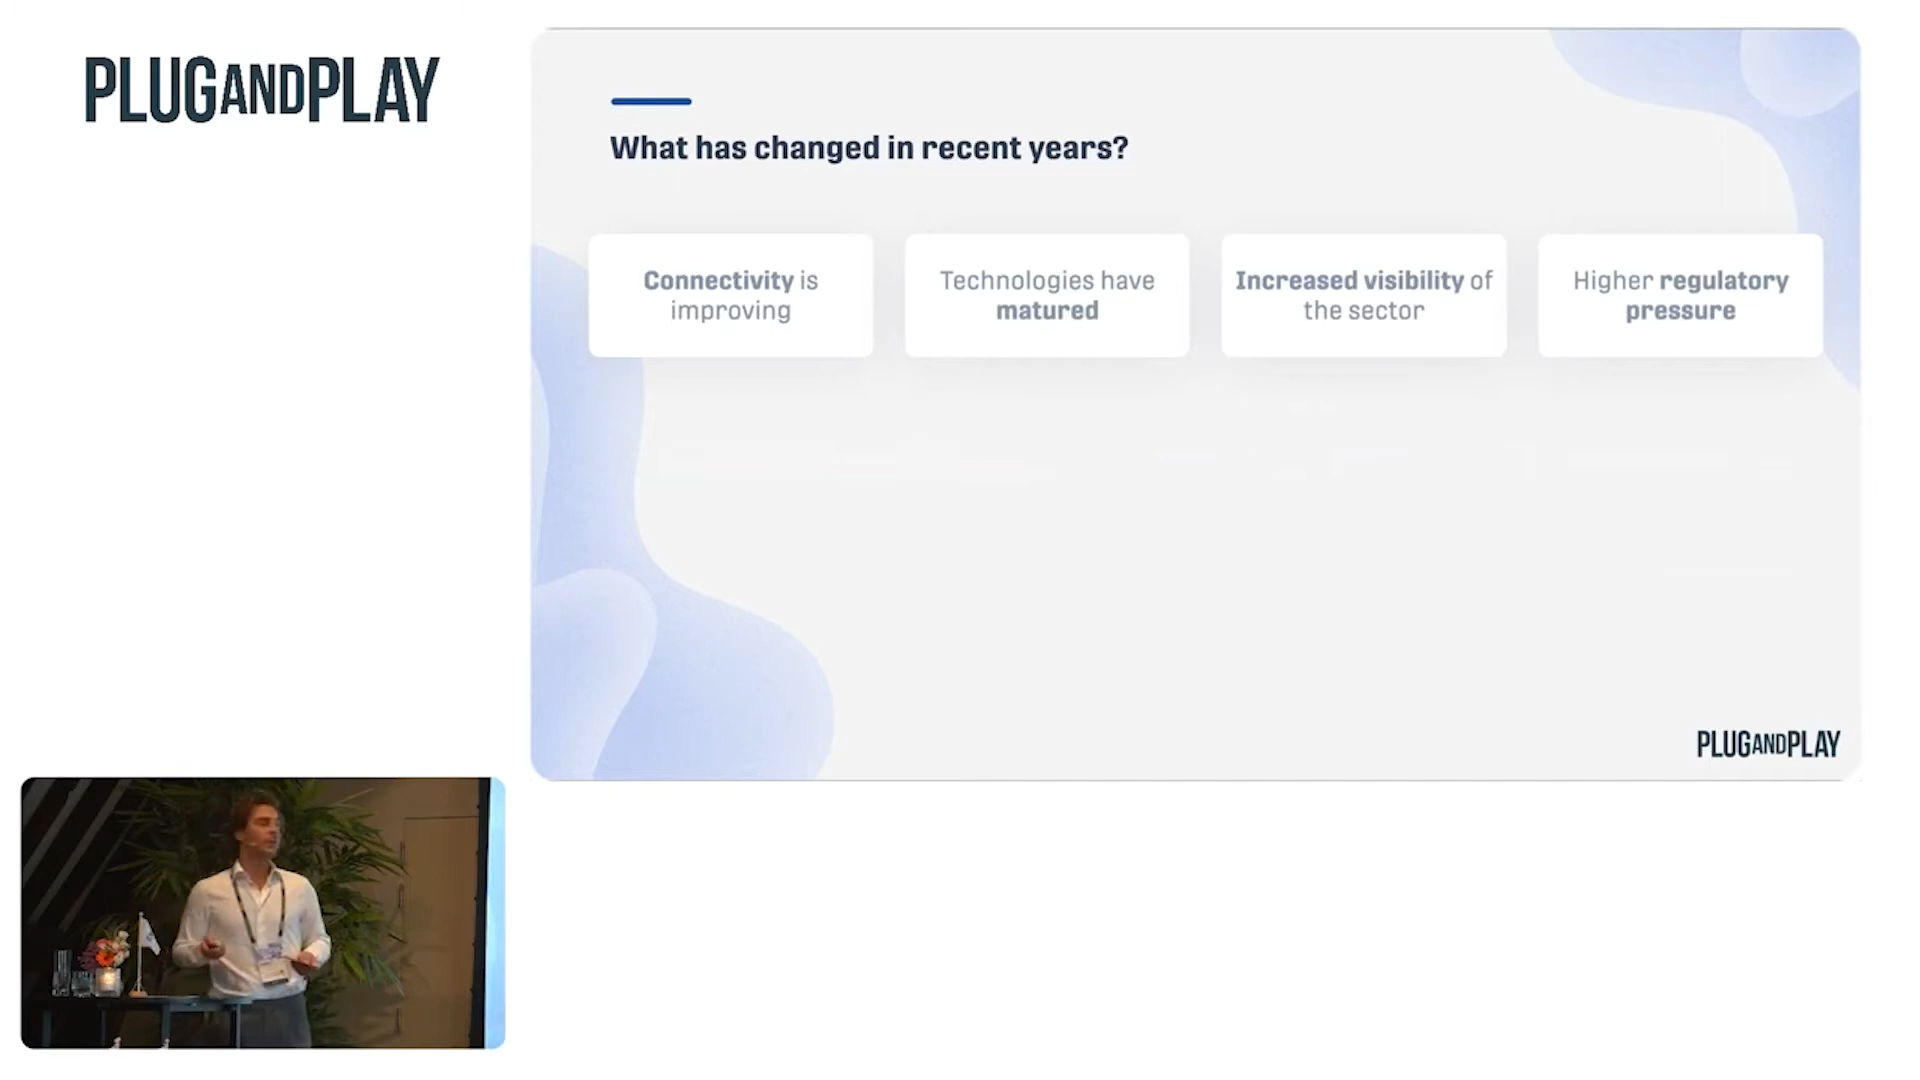 PLUGANDPLAY
What has changed in recent years?
Connectivity is
improving
Technologies have
matured
Increased visibility of
the sector
Higher regulatory
pressure
PLUGANDPLAY